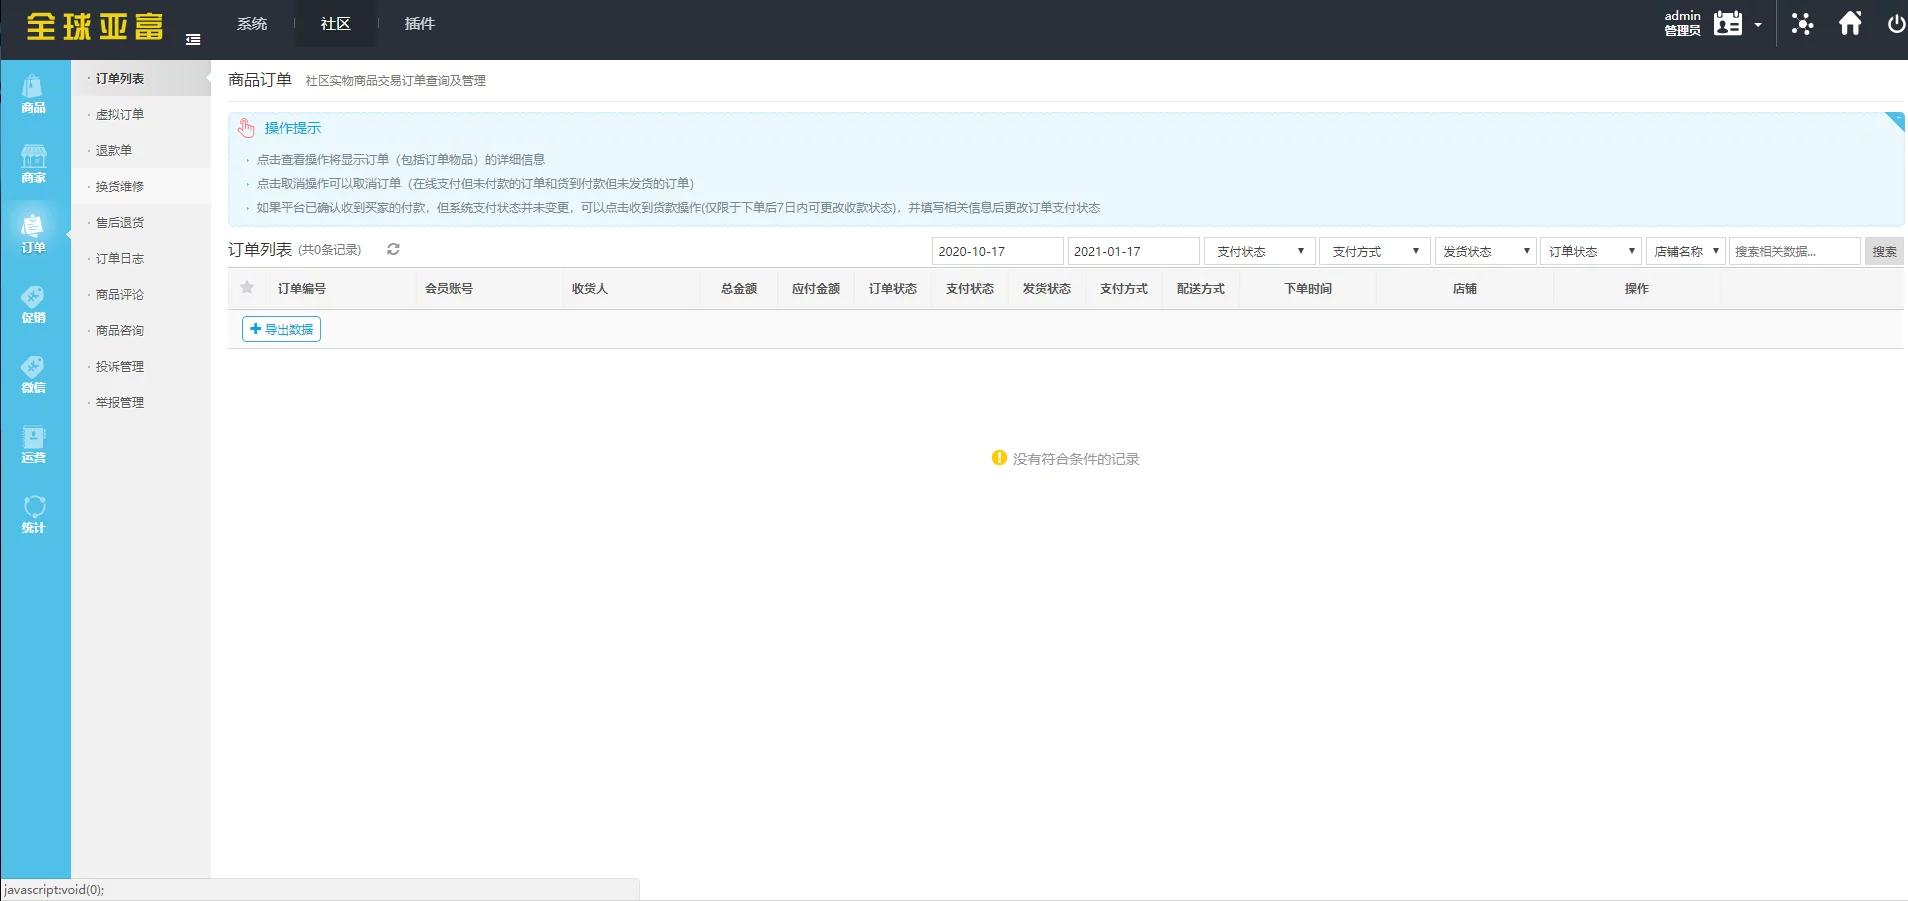 全球亚富
系统
社区
插件
admin
管理员
商品
商家
订单
促销
微信
运营
统计
· 订单列表
· 虚拟订单
· 退款单
· 换货维修
· 售后退货
· 订单日志
· 商品评论
· 商品咨询
· 投诉管理
· 举报管理
商品订单 社区实物商品交易订单查询及管理
操作提示
· 点击查看操作将显示订单（包括订单物品）的详细信息
· 点击取消操作可以取消订单（在线支付但未付款的订单和货到付款但未发货的订单）
· 如果平台已确认收到买家的付款，但系统支付状态并未变更，可以点击收到货款操作(仅限于下单后7日内可更改收款状态)，并填写相关信息后更改订单支付状态
订单列表 (共0条记录) 2020-10-17 2021-01-17 支付状态 支付方式 发货状态 订单状态 店铺名称 搜索相关数据... 搜索
订单编号 会员账号 收货人 总金额 应付金额 订单状态 支付状态 发货状态 支付方式 配送方式 下单时间 店铺 操作
导出数据
没有符合条件的记录
javascript:void(0);